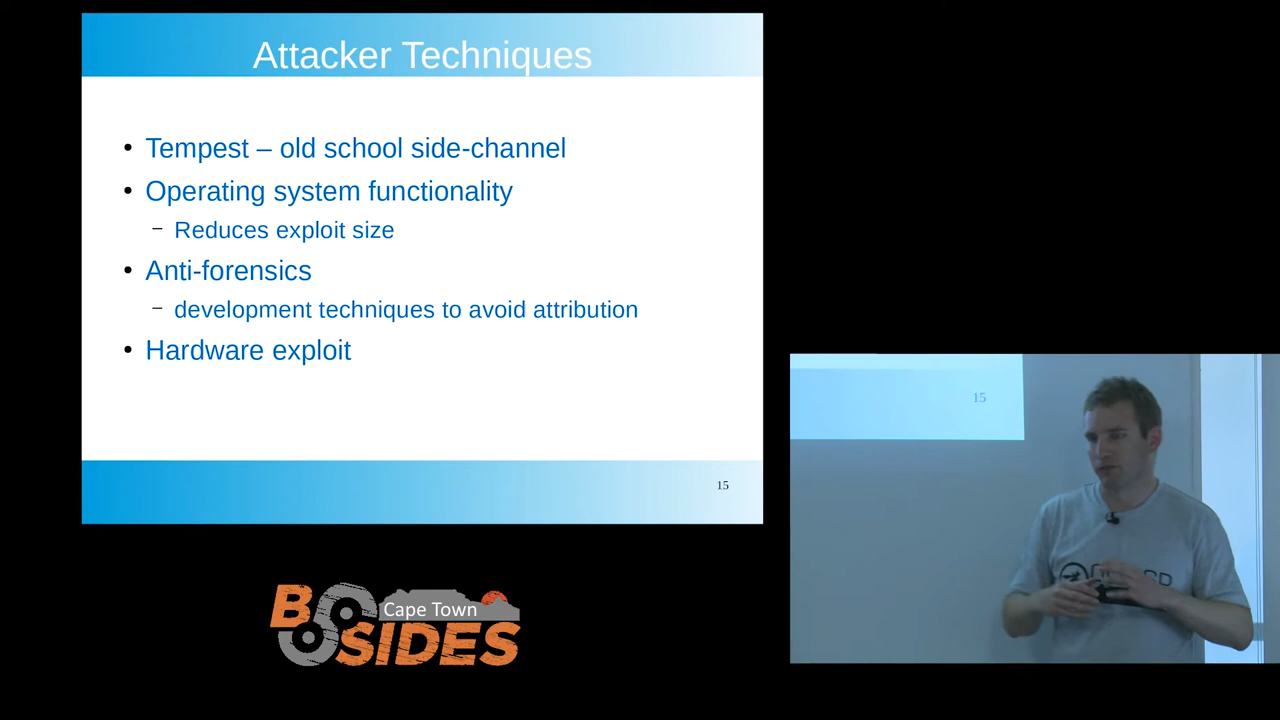 Attacker Techniques
• Tempest – old school side-channel
• Operating system functionality
– Reduces exploit size
• Anti-forensics
– development techniques to avoid attribution
• Hardware exploit
15
15
B SIDES
Cape Town